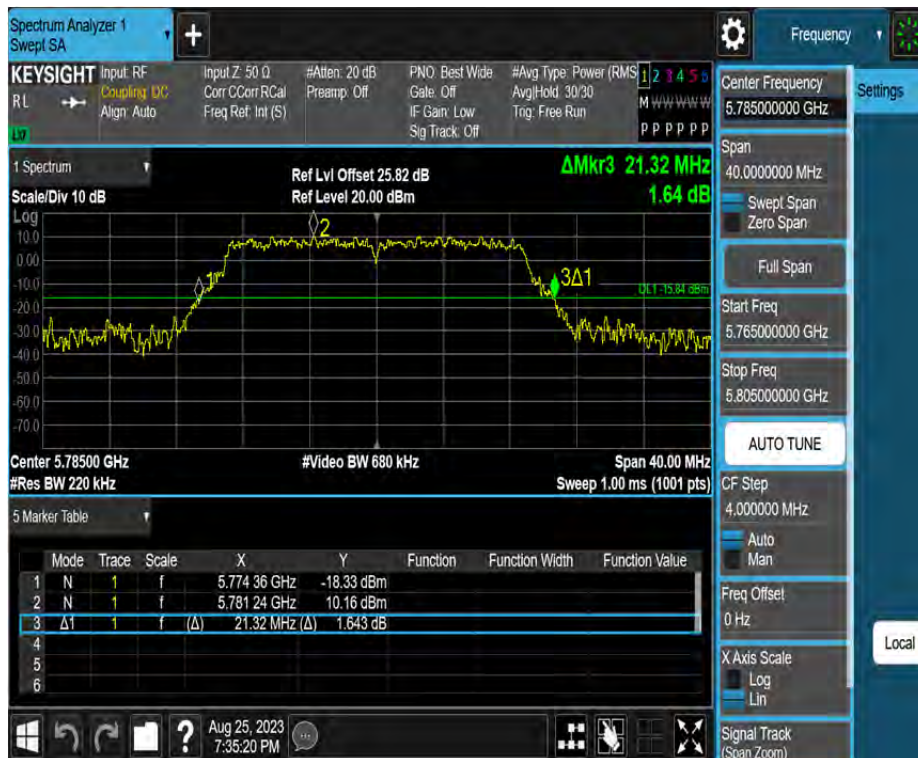 Spectrum Analyzer 1
Swept SA
Frequency
KEYSIGHT
RL
LXI
Input: RF
Coupling: DC
Align: Auto
Input Z: 50 Ω
Corr CCorr RCal
Freq Ref: Int (S)
#Atten: 20 dB
Preamp: Off
PNO: Best Wide
Gate: Off
IF Gain: Low
Sig Track: Off
#Avg Type: Power (RMS
Avg|Hold: 30/30
Trig: Free Run
1 2 3 4 5 6
M W W W W W
P P P P P P
1 Spectrum
Scale/Div 10 dB
Ref Lvl Offset 25.82 dB
Ref Level 20.00 dBm
ΔMkr3 21.32 MHz
1.64 dB
Log
10.0
0.00
-10.0
-20.0
-30.0
-40.0
-50.0
-60.0
-70.0
1
2
3Δ1
DL1 -15.84 dBm
Center 5.78500 GHz
#Res BW 220 kHz
#Video BW 680 kHz
Span 40.00 MHz
Sweep 1.00 ms (1001 pts)
5 Marker Table
Mode Trace Scale X Y Function Function Width Function Value
1 N 1 f 5.774 36 GHz -18.33 dBm
2 N 1 f 5.781 24 GHz 10.16 dBm
3 Δ1 1 f (Δ) 21.32 MHz (Δ) 1.643 dB
4
5
6
?
Aug 25, 2023
7:35:20 PM
Center Frequency
5.785000000 GHz
Span
40.0000000 MHz
Swept Span
Zero Span
Full Span
Start Freq
5.765000000 GHz
Stop Freq
5.805000000 GHz
AUTO TUNE
CF Step
4.000000 MHz
Auto
Man
Freq Offset
0 Hz
X Axis Scale
Log
Lin
Signal Track
(Span Zoom)
Settings
Local